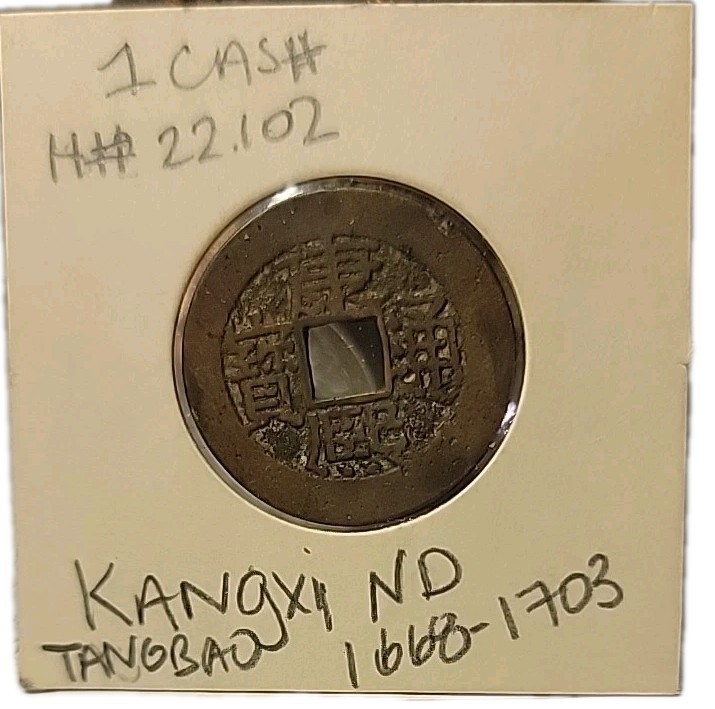 1 CASH
H# 22.102
康
寶 通
熙
KANGXi ND
TANGBAO 1668-1703